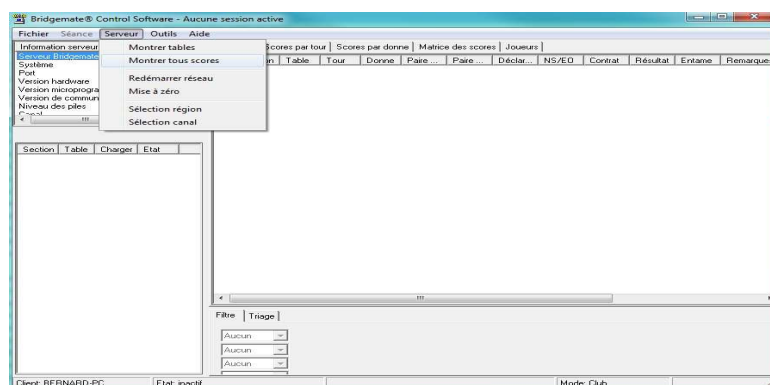 Bridgemate® Control Software - Aucune session active
Fichier Séance Serveur Outils Aide
Montrer tables
Montrer tous scores
Redémarrer réseau
Mise à zéro
Sélection région
Sélection canal
Information serveur
Serveur Bridgemate
Système
Port
Version hardware
Version microprogra
Version de commun
Niveau des piles
Canal
Section Table Charger Etat
cores par tour Scores par donne Matrice des scores Joueurs
n Table Tour Donne Paire ... Paire ... Déclar... NS/EO Contrat Résultat Entame Remarque
Filtre Triage
Aucun
Aucun
Aucun
Client: BERNARD-PC Etat: inactif Mode: Club